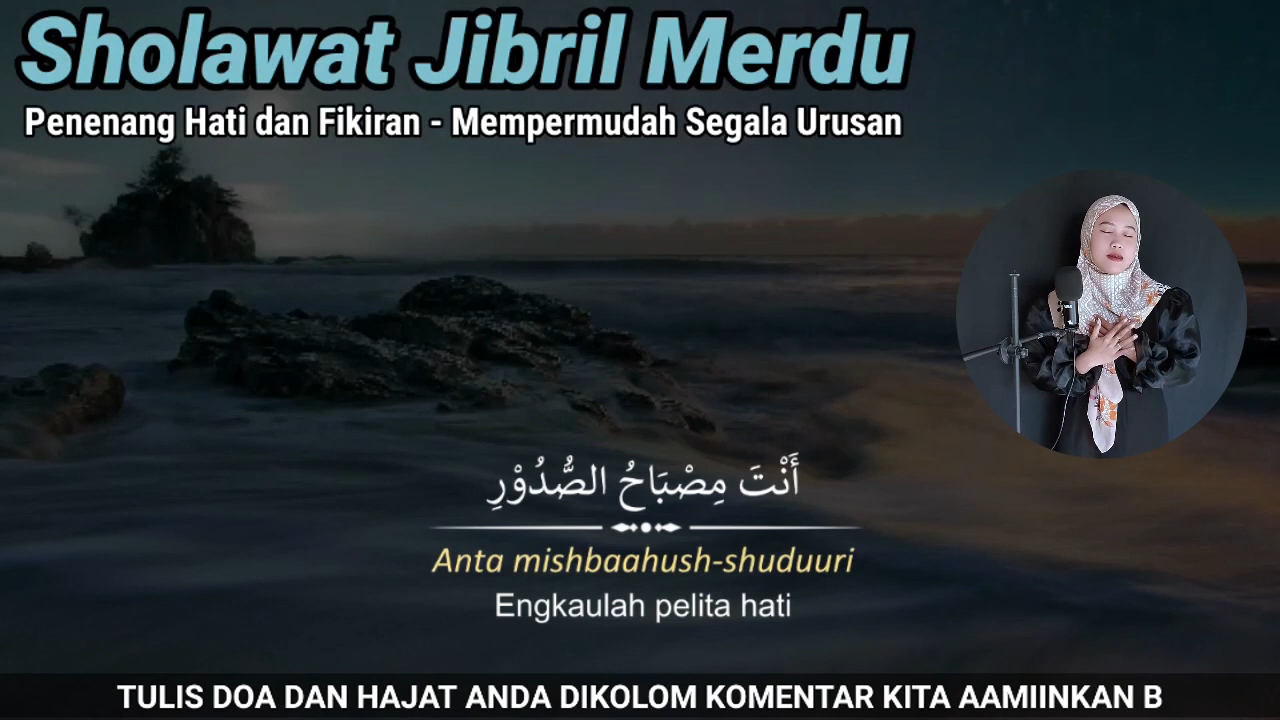 Sholawat Jibril Merdu
Penenang Hati dan Fikiran - Mempermudah Segala Urusan
أَنْتَ مِصْبَاحُ الصُّدُوْرِ
Anta mishbaahush-shuduuri
Engkaulah pelita hati
TULIS DOA DAN HAJAT ANDA DIKOLOM KOMENTAR KITA AAMIINKAN B